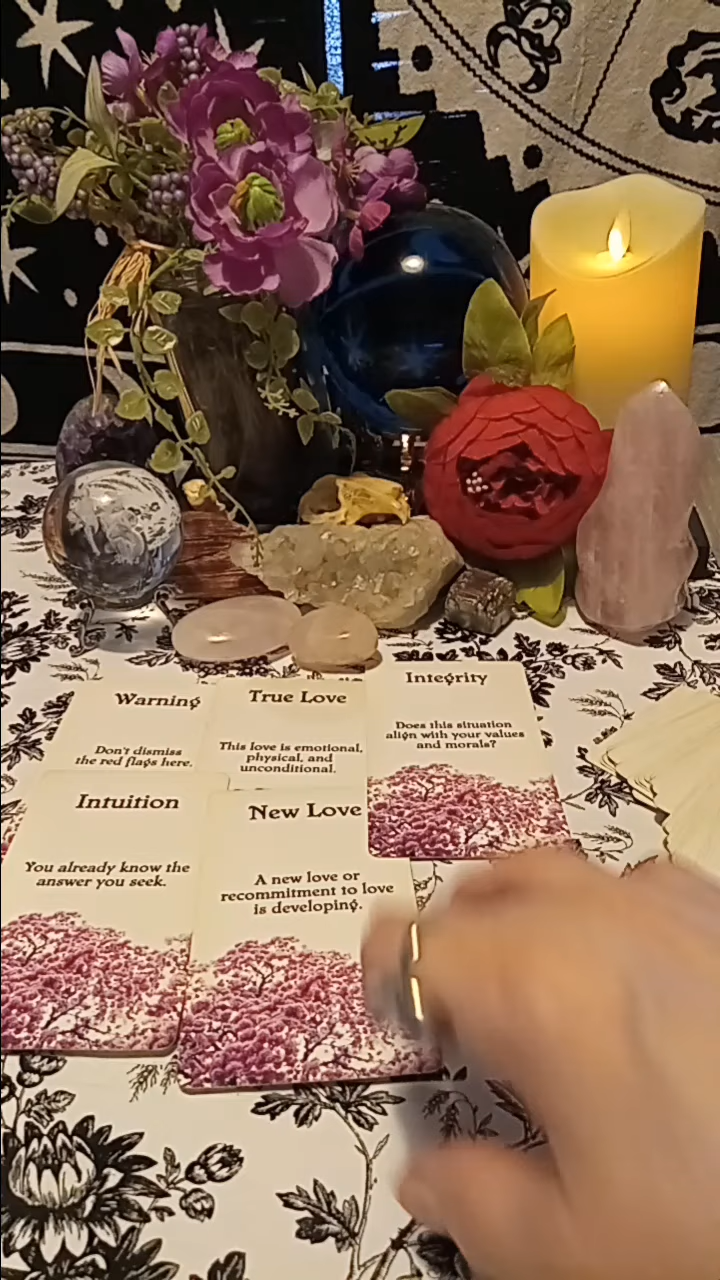 Warning
Don't dismiss
the red flags here.
True Love
This love is emotional,
physical, and
unconditional.
Integrity
Does this situation
align with your values
and morals?
Intuition
You already know the
answer you seek.
New Love
A new love or
recommitment to love
is developing.